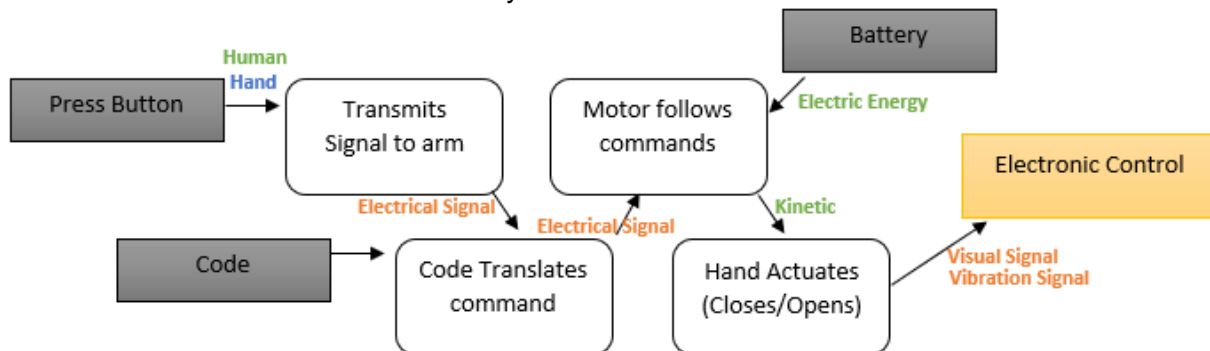 Battery
Human
Hand
Press Button
Transmits
Signal to arm
Motor follows
commands
Electric Energy
Electronic Control
Electrical Signal
Electrical Signal
Kinetic
Code
Code Translates
command
Hand Actuates
(Closes/Opens)
Visual Signal
Vibration Signal